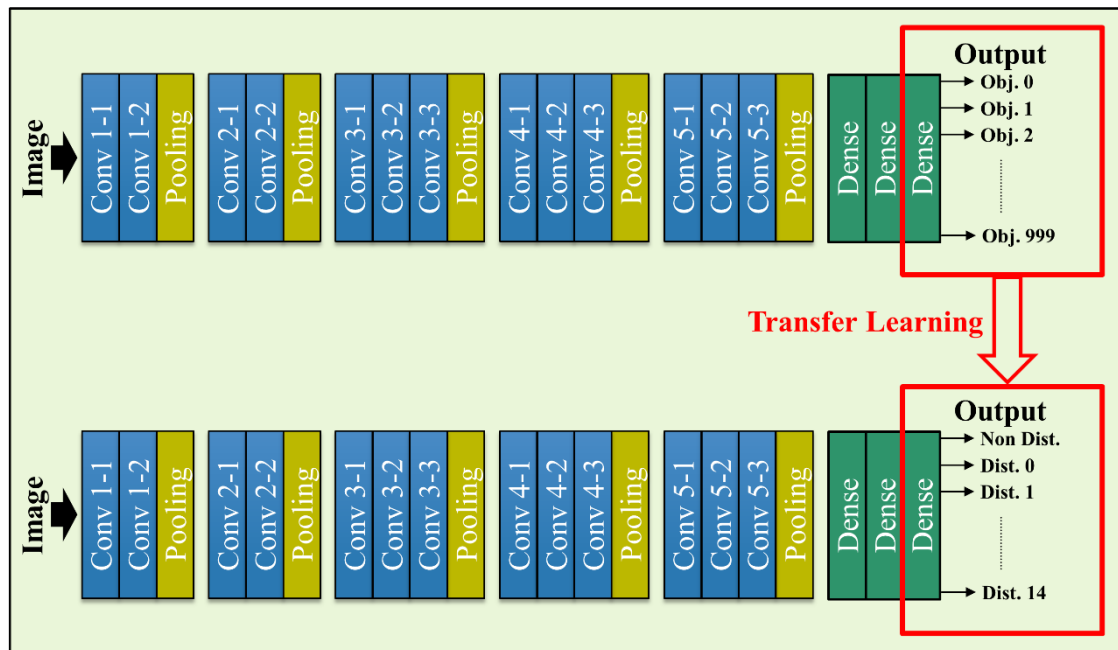 Image
Conv 1-1
Conv 1-2
Pooling
Conv 2-1
Conv 2-2
Pooling
Conv 3-1
Conv 3-2
Conv 3-3
Pooling
Conv 4-1
Conv 4-2
Conv 4-3
Pooling
Conv 5-1
Conv 5-2
Conv 5-3
Pooling
Dense
Dense
Dense
Output
Obj. 0
Obj. 1
Obj. 2
Obj. 999
Transfer Learning
Image
Conv 1-1
Conv 1-2
Pooling
Conv 2-1
Conv 2-2
Pooling
Conv 3-1
Conv 3-2
Conv 3-3
Pooling
Conv 4-1
Conv 4-2
Conv 4-3
Pooling
Conv 5-1
Conv 5-2
Conv 5-3
Pooling
Dense
Dense
Dense
Output
Non Dist.
Dist. 0
Dist. 1
Dist. 14